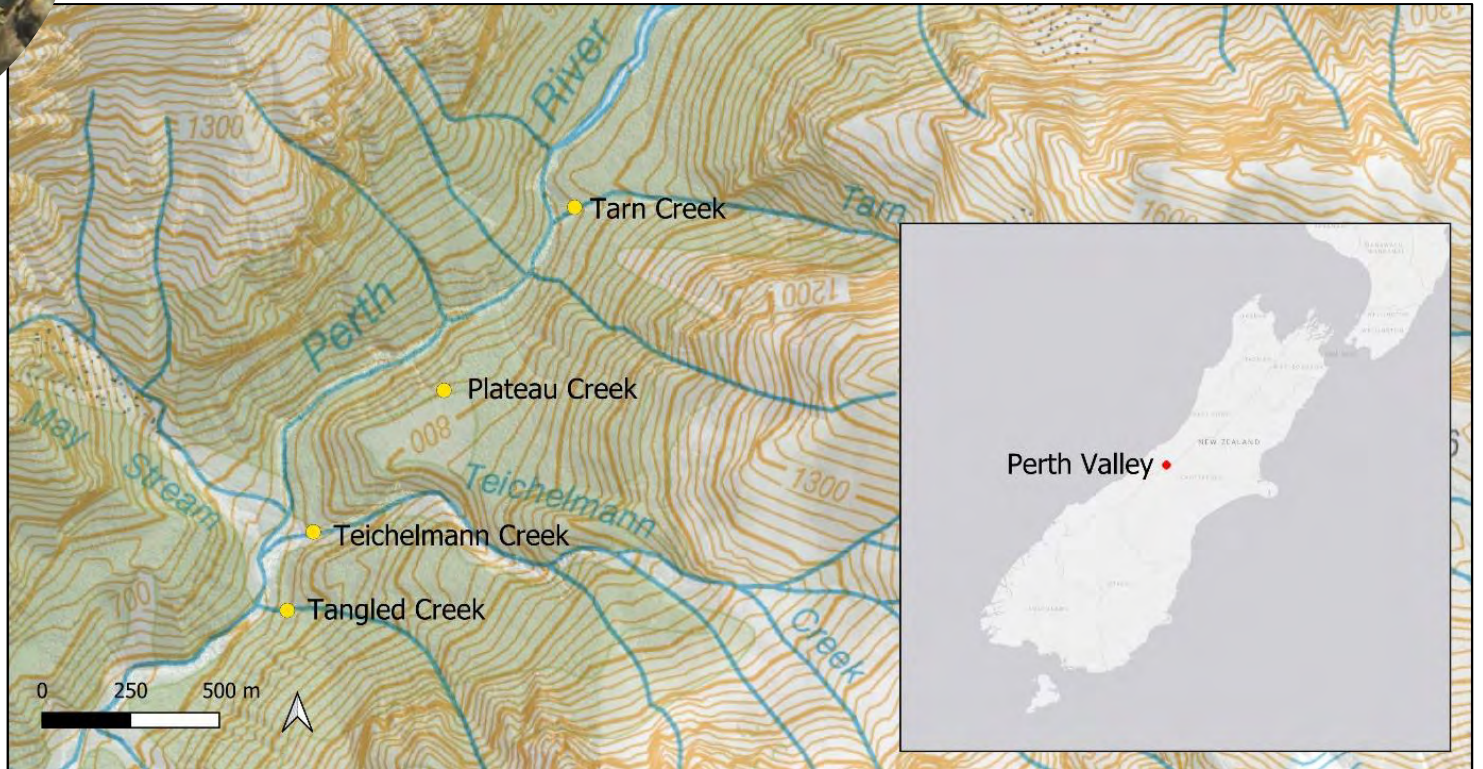 1300
River
Tarn Creek
Tarn
1600
1200
Perth
Plateau Creek
800
May
Stream
Teichelmann
1300
Teichelmann Creek
700
Tangled Creek
Creek
0 250 500 m
NEW ZEALAND
Perth Valley